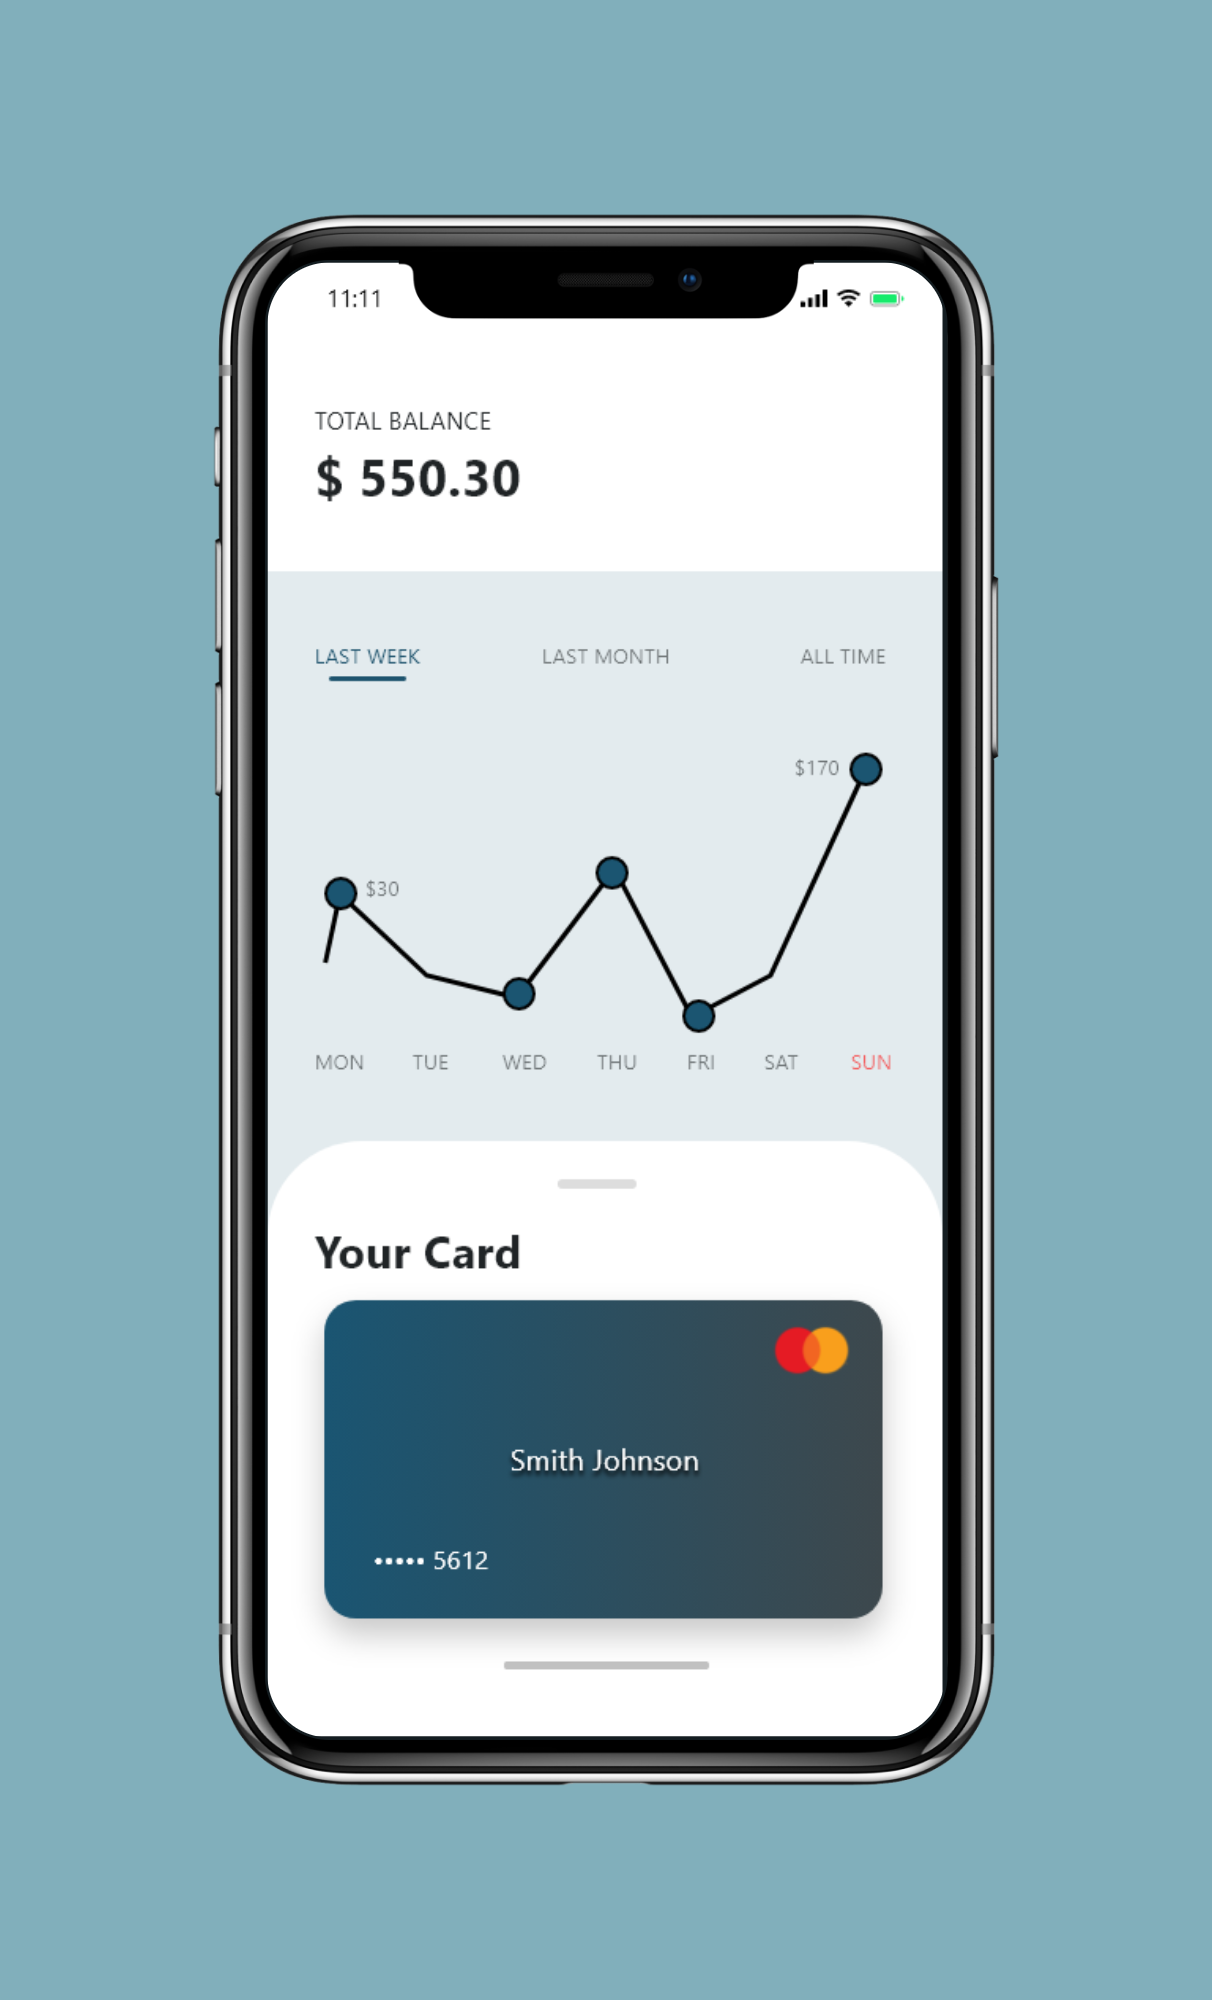 11:11
TOTAL BALANCE
$ 550.30
LAST WEEK LAST MONTH ALL TIME
$170
$30
MON TUE WED THU FRI SAT SUN
Your Card
Smith Johnson
••••• 5612